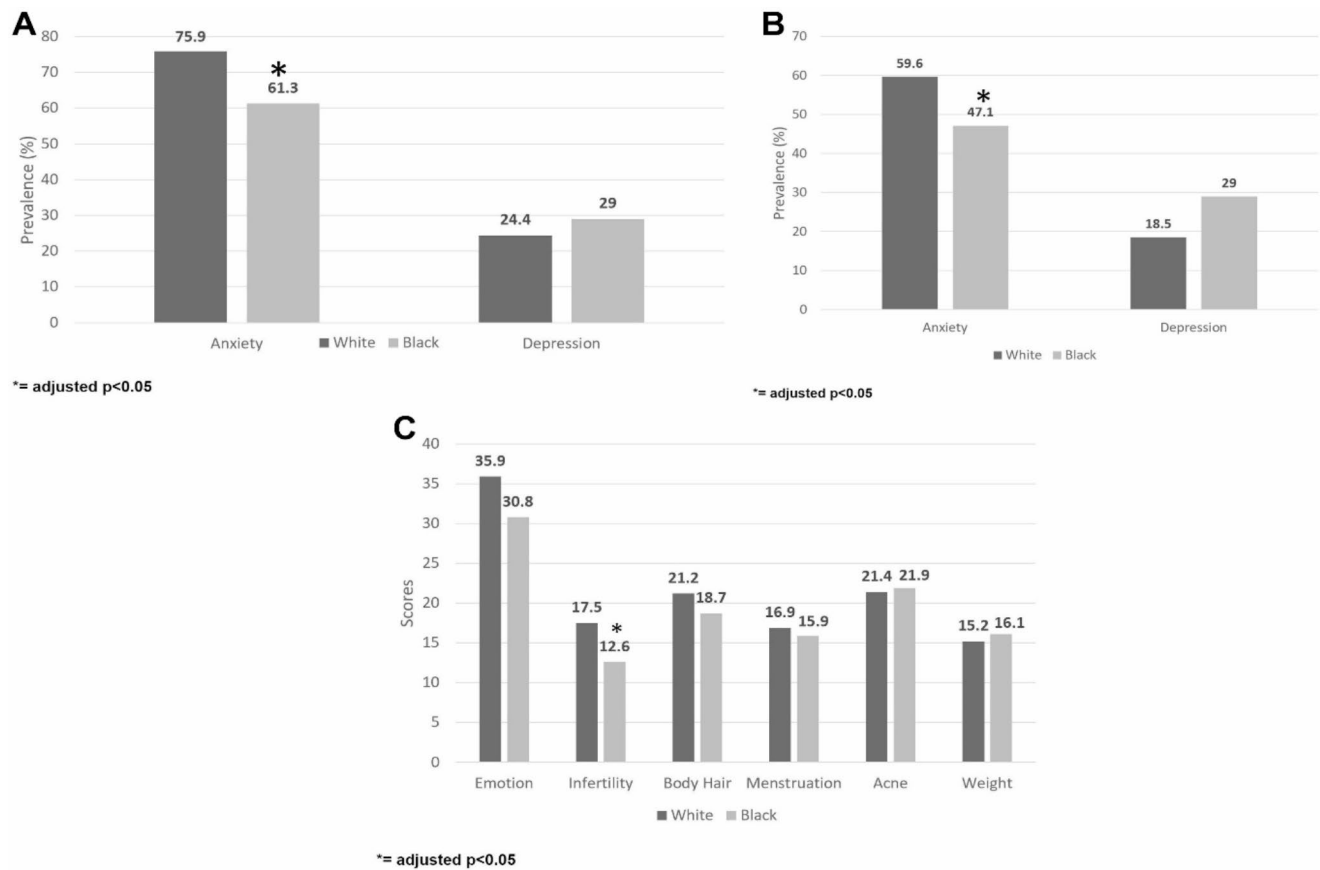 A
Prevalence (%)
80
70
60
50
40
30
20
10
0
75.9
*
61.3
24.4
29
Anxiety
White
Black
Depression
*= adjusted p<0.05
B
Prevalence (%)
70
60
50
40
30
20
10
0
59.6
*
47.1
18.5
29
Anxiety
Depression
White
Black
*= adjusted p<0.05
C
Scores
40
35
30
25
20
15
10
5
0
35.9
30.8
17.5
*
12.6
21.2
18.7
16.9
15.9
21.4
21.9
15.2
16.1
Emotion
Infertility
Body Hair
Menstruation
Acne
Weight
White
Black
*= adjusted p<0.05